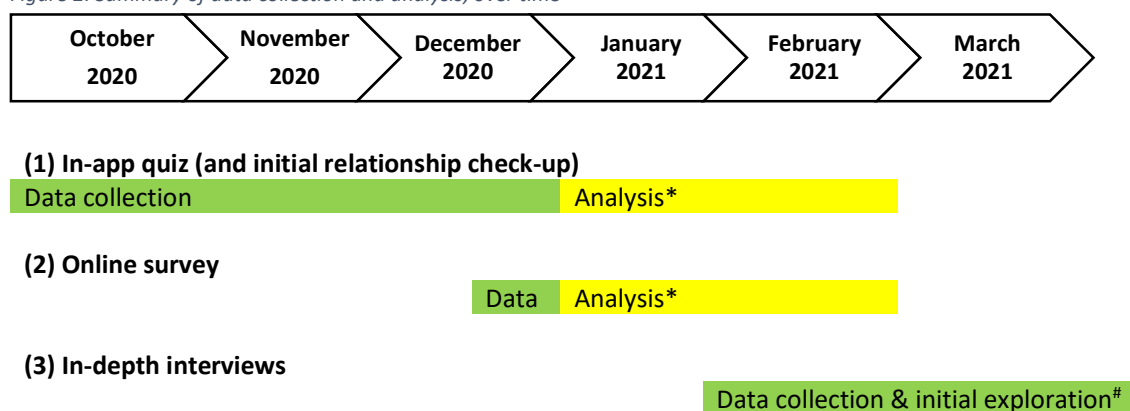 October November December January February March
2020 2020 2020 2021 2021 2021
(1) In-app quiz (and initial relationship check-up)
Data collection Analysis*
(2) Online survey
Data Analysis*
(3) In-depth interviews
Data collection & initial exploration#